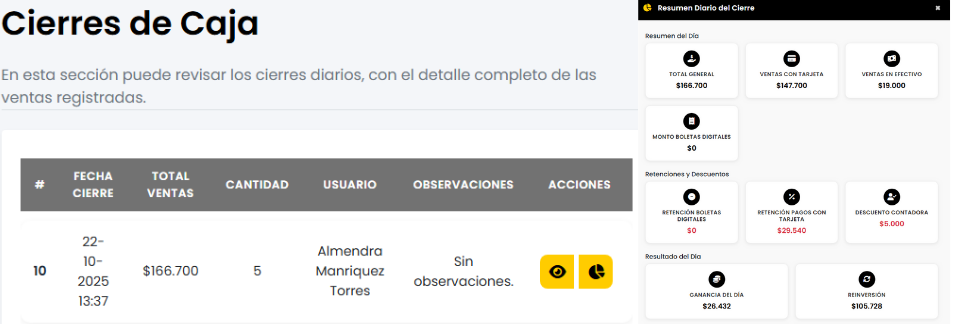 Cierres de Caja
En esta sección puede revisar los cierres diarios, con el detalle completo de las
ventas registradas.
# FECHA CIERRE TOTAL VENTAS CANTIDAD USUARIO OBSERVACIONES ACCIONES
10 22-10-2025 13:37 $166.700 5 Almendra Manriquez Torres Sin observaciones.
Resumen Diario del Cierre
Resumen del Día
TOTAL GENERAL VENTAS CON TARJETA VENTAS EN EFECTIVO
$166.700 $147.700 $19.000
MONTO BOLETAS DIGITALES
$0
Retenciones y Descuentos
RETENCIÓN BOLETAS DIGITALES RETENCIÓN PAGOS CON TARJETA DESCUENTO CONTADORA
$0 $29.540 $5.000
Resultado del Día
GANANCIA DEL DÍA REINVERSIÓN
$26.432 $105.728